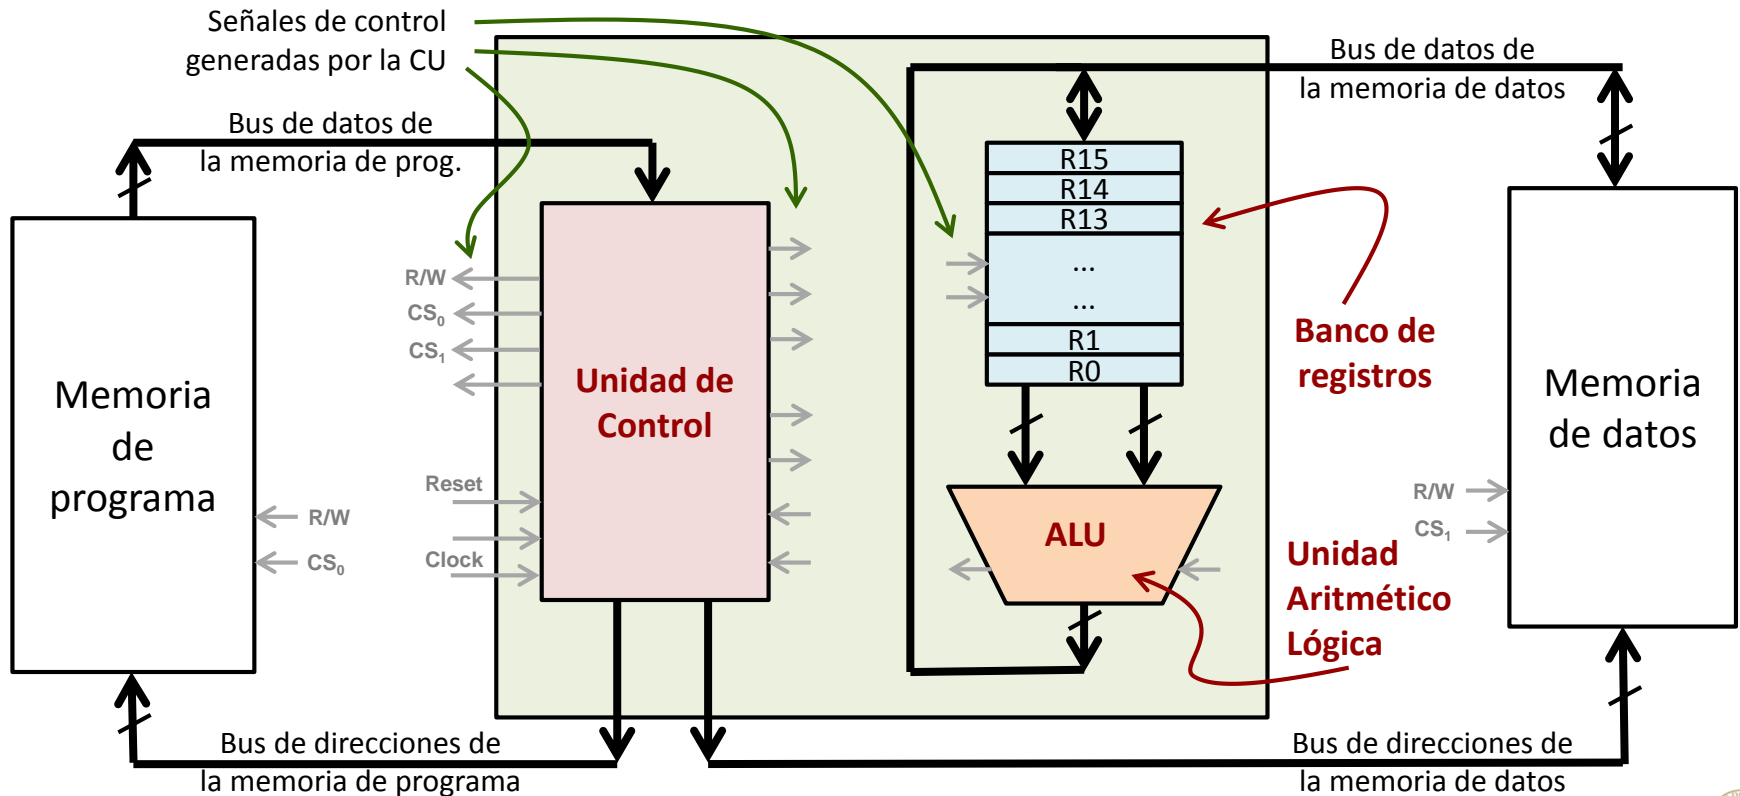 Señales de control
generadas por la CU
Bus de datos de
la memoria de prog.
Bus de datos de
la memoria de datos
R15
R14
R13
...
...
R1
R0
Banco de
registros
R/W
CS0
CS1
Unidad de
Control
Reset
Clock
Memoria
de
programa
R/W
CS0
ALU
Unidad
Aritmético
Lógica
Memoria
de datos
R/W
CS1
Bus de direcciones de
la memoria de programa
Bus de direcciones de
la memoria de datos